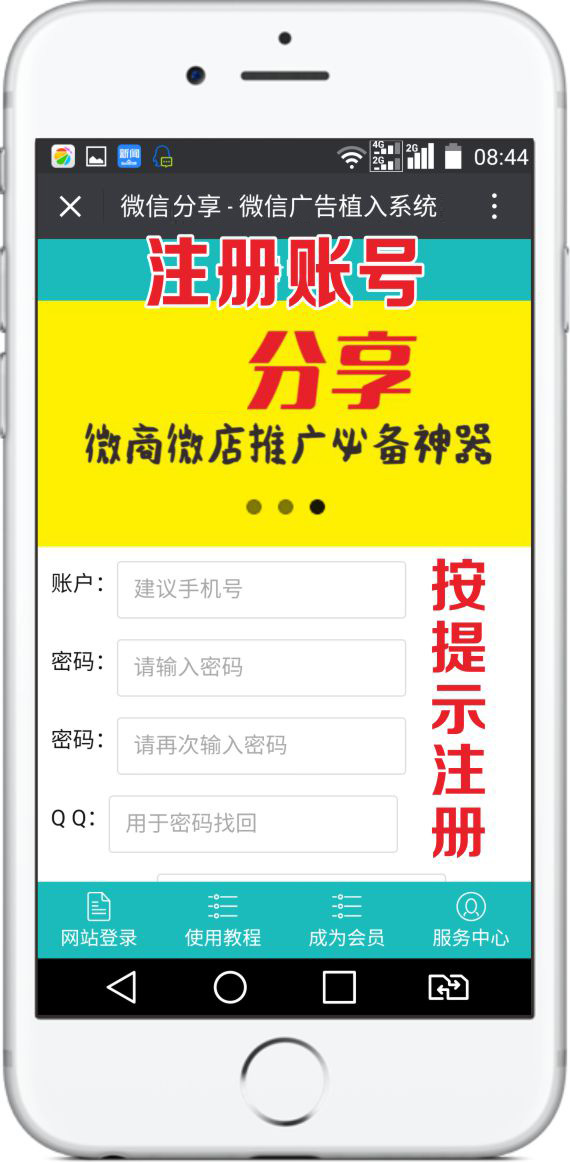 新闻
4G
2G
2G
08:44
微信分享 - 微信广告植入系统
注册账号
分享
微商微店推广必备神器
账户：
建议手机号
密码：
请输入密码
密码：
请再次输入密码
Q Q：
用于密码找回
按提示注册
网站登录
使用教程
成为会员
服务中心